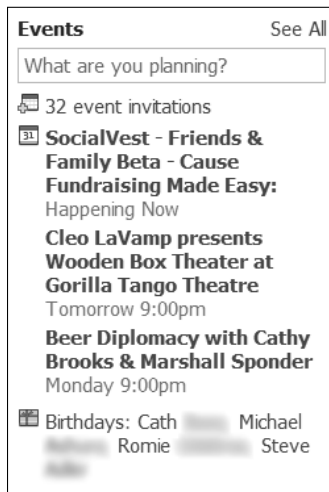 Events See All
What are you planning?
32 event invitations
31 SocialVest - Friends &
Family Beta - Cause
Fundraising Made Easy:
Happening Now
Cleo LaVamp presents
Wooden Box Theater at
Gorilla Tango Theatre
Tomorrow 9:00pm
Beer Diplomacy with Cathy
Brooks & Marshall Sponder
Monday 9:00pm
Birthdays: Cath Michael
Romie Steve